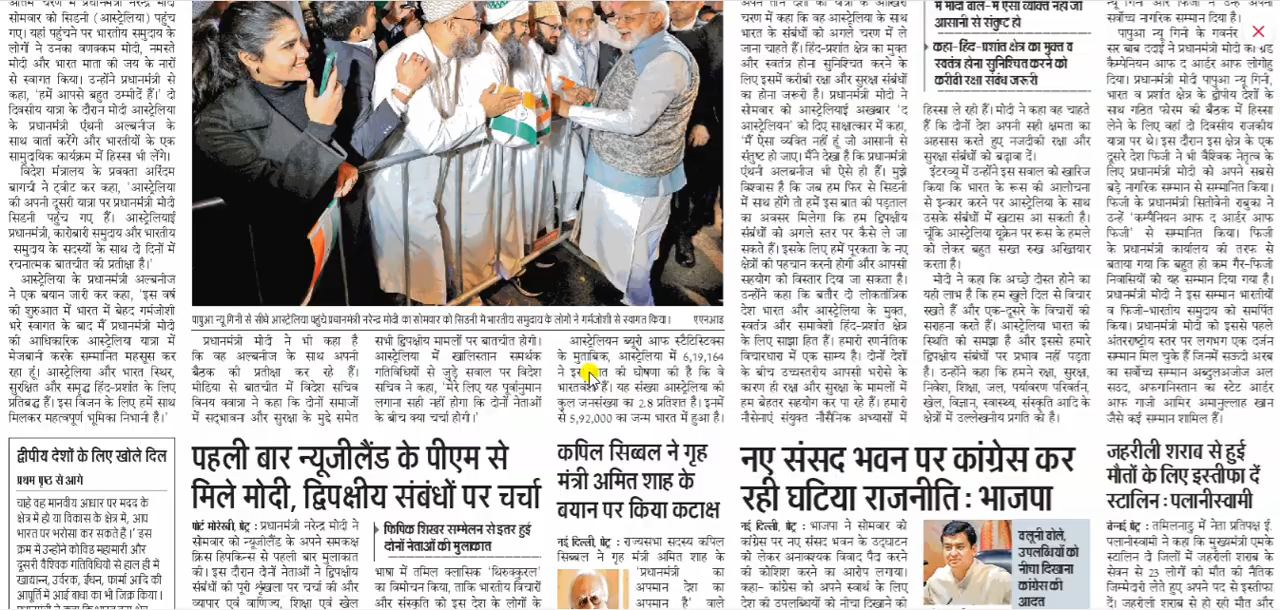 मोदी सोमवार को सिडनी (आस्ट्रेलिया) पहुंच
गए। यहां पहुंचने पर भारतीय समुदाय के
लोगों ने उनका वणक्कम मोदी, नमस्ते
मोदी और भारत माता की जय के नारों
से स्वागत किया। उन्होंने प्रधानमंत्री से
कहा, 'हमें आपसे बहुत उम्मीदें हैं।' दो
दिवसीय यात्रा के दौरान मोदी आस्ट्रेलिया
के प्रधानमंत्री एंथनी अल्बनीज के
साथ वार्ता करेंगे और भारतीयों के एक
सामुदायिक कार्यक्रम में हिस्सा भी लेंगे।
विदेश मंत्रालय के प्रवक्ता अरिंदम
बागची ने ट्वीट कर कहा, 'आस्ट्रेलिया
की अपनी दूसरी यात्रा पर प्रधानमंत्री मोदी
सिडनी पहुंच गए हैं। आस्ट्रेलियाई
प्रधानमंत्री, कारोबारी समुदाय और भारतीय
समुदाय के सदस्यों के साथ दो दिनों में
रचनात्मक बातचीत की प्रतीक्षा है।'
आस्ट्रेलिया के प्रधानमंत्री अल्बनीज
ने एक बयान जारी कर कहा, 'इस वर्ष
की शुरुआत में भारत में बेहद गर्मजोशी
भरे स्वागत के बाद मैं प्रधानमंत्री मोदी
की आधिकारिक आस्ट्रेलिया यात्रा में
मेजबानी करके सम्मानित महसूस कर
रहा हूं। आस्ट्रेलिया और भारत स्थिर,
सुरक्षित और समृद्ध हिंद-प्रशांत के लिए
प्रतिबद्ध हैं। इस विजन के लिए हमें साथ
मिलकर महत्वपूर्ण भूमिका निभानी है।'
पापुआ न्यू गिनी से सीधे आस्ट्रेलिया पहुंचे प्रधानमंत्री नरेन्द्र मोदी का सोमवार को सिडनी में भारतीय समुदाय के लोगों ने गर्मजोशी से स्वागत किया। एएनआइ
प्रधानमंत्री मोदी ने भी कहा है
कि वह अल्बनीज के साथ अपनी
बैठक की प्रतीक्षा कर रहे हैं।
मीडिया से बातचीत में विदेश सचिव
विनय क्वात्रा ने कहा कि दोनों समाजों
में सद्भावना और सुरक्षा के मुद्दे समेत
सभी द्विपक्षीय मामलों पर बातचीत होगी।
आस्ट्रेलिया में खालिस्तान समर्थक
गतिविधियों से जुड़े सवाल पर विदेश
सचिव ने कहा, 'मेरे लिए यह पूर्वानुमान
लगाना सही नहीं होगा कि दोनों नेताओं
के बीच क्या चर्चा होगी।'
आस्ट्रेलियन ब्यूरो आफ स्टैटिस्टिक्स
के मुताबिक, आस्ट्रेलिया में 6,19,164
ने की घोषणा की है कि वे
हैं। यह संख्या आस्ट्रेलिया की
कुल जनसंख्या का 2.8 प्रतिशत है। इनमें
से 5,92,000 का जन्म भारत में हुआ है।
चरण में कहा कि वह आस्ट्रेलिया के साथ
भारत के संबंधों को अगले चरण में ले
जाना चाहते हैं। हिंद-प्रशांत क्षेत्र का मुक्त
और स्वतंत्र होना सुनिश्चित करने के
लिए इसमें करीबी रक्षा और सुरक्षा संबंधों
का होना जरूरी है। प्रधानमंत्री मोदी ने
सोमवार को आस्ट्रेलियाई अखबार 'द
आस्ट्रेलियन' को दिए साक्षात्कार में कहा,
'मैं ऐसा व्यक्ति नहीं हूं जो आसानी से
संतुष्ट हो जाए। मैंने देखा है कि प्रधानमंत्री
एंथनी अल्बनीज भी ऐसे ही हैं। मुझे
विश्वास है कि जब हम फिर से सिडनी
में साथ होंगे तो हमें इस बात की पड़ताल
का अवसर मिलेगा कि हम द्विपक्षीय
संबंधों को अगले स्तर पर कैसे ले जा
सकते हैं। इसके लिए हमें पूरकता के नए
क्षेत्रों को पहचान करनी होगी और आपसी
सहयोग को विस्तार दिया जा सकता है।
उन्होंने कहा कि बतौर दो लोकतांत्रिक
देश भारत और आस्ट्रेलिया के मुक्त,
स्वतंत्र और समावेशी हिंद-प्रशांत क्षेत्र
के लिए साझा हित हैं। हमारी रणनीतिक
विचारधारा में एक साम्य है। दोनों देशों
के बीच उच्चस्तरीय आपसी भरोसे के
कारण ही रक्षा और सुरक्षा के मामलों में
हम बेहतर सहयोग कर पा रहे हैं। हमारी
नौसेनाएं संयुक्त नौसैनिक अभ्यासों में
आसानी से संतुष्ट हो
कहा-हिंद-प्रशांत क्षेत्र का मुक्त व
स्वतंत्र होना सुनिश्चित करने को
करीबी रक्षा संबंध जरूरी
हिस्सा ले रही हैं। मोदी ने कहा वह चाहते
हैं कि दोनों देश अपनी सही क्षमता का
अहसास करते हुए नजदीकी रक्षा और
सुरक्षा संबंधों को बढ़ावा दें।
इंटरव्यू में उन्होंने इस सवाल को खारिज
किया कि भारत के रूस की आलोचना
से इन्कार करने पर आस्ट्रेलिया के साथ
उसके संबंधों में खटास आ सकती है।
चूंकि आस्ट्रेलिया यूक्रेन पर रूस के हमले
को लेकर बहुत सख्त रुख अख्तियार
करता है।
मोदी ने कहा कि अच्छे दोस्त होने का
यही लाभ है कि हम खुले दिल से विचार
रखते हैं और एक-दूसरे के विचारों की
सराहना करते हैं। आस्ट्रेलिया भारत की
स्थिति को समझा है और इससे हमारे
द्विपक्षीय संबंधों पर प्रभाव नहीं पड़ता
है। उन्होंने कहा कि हमने रक्षा, सुरक्षा,
निवेश, शिक्षा, जल, पर्यावरण परिवर्तन,
खेल, विज्ञान, स्वास्थ्य, संस्कृति आदि के
क्षेत्रों में उल्लेखनीय प्रगति की है।
सर्वोच्च नागरिक सम्मान दिया है।
पापुआ न्यू गिनी के गवर्नर
सर बाब ददाई ने प्रधानमंत्री मोदी को ग्रैंड
कैम्पेनियन आफ द आर्डर आफ लोगोहू
दिया। प्रधानमंत्री मोदी पापुआ न्यू गिनी,
भारत व प्रशांत क्षेत्र के द्वीपीय देशों के
साथ गठित फोरम की बैठक में हिस्सा
लेने के लिए वहां दो दिवसीय राजकीय
यात्रा पर थे। इस दौरान इस क्षेत्र के एक
दूसरे देश फिजी ने भी वैश्विक नेतृत्व के
लिए प्रधानमंत्री मोदी को अपने सबसे
बड़े नागरिक सम्मान से सम्मानित किया।
फिजी के प्रधानमंत्री सितिवेनी राबुका ने
उन्हें 'कम्पैनियन आफ द आर्डर आफ
फिजी' से सम्मानित किया। फिजी
के प्रधानमंत्री कार्यालय की तरफ से
बताया गया कि बहुत ही कम गैर-फिजी
निवासियों को यह सम्मान दिया गया है।
प्रधानमंत्री मोदी ने इस सम्मान भारतीयों
व फिजी-भारतीय समुदाय को समर्पित
किया। प्रधानमंत्री मोदी को इससे पहले
अंतरराष्ट्रीय स्तर पर लगभग एक दर्जन
सम्मान मिल चुके हैं जिनमें सऊदी अरब
का सर्वोच्च सम्मान अब्दुलअजीज अल
सऊद, अफगानिस्तान का स्टेट आर्डर
आफ गाजी आमिर अमानुल्लाह खान
जैसे कई सम्मान शामिल हैं।
द्वीपीय देशों के लिए खोले दिल
प्रथम पृष्ठ से आगे
चाहे वह मानवीय आधार पर मदद के
क्षेत्र में हो या विकास के क्षेत्र में, आप
भारत पर भरोसा कर सकते हैं।' इस
क्रम में उन्होंने कोविड महामारी और
दूसरी वैश्विक गतिविधियों से हाल ही में
खाद्यान्न, उर्वरक, ईंधन, फार्मा आदि की
आपूर्ति में आई बाधा का भी जिक्र किया।
पहली बार न्यूजीलैंड के पीएम से
मिले मोदी, द्विपक्षीय संबंधों पर चर्चा
पोर्ट मोरेस्बी, प्रेट्र : प्रधानमंत्री नरेन्द्र मोदी ने
सोमवार को न्यूजीलैंड के अपने समकक्ष
क्रिस हिपकिन्स से पहली बार मुलाकात
की। इस दौरान दोनों नेताओं ने द्विपक्षीय
संबंधों की पूरी श्रृंखला पर चर्चा की और
व्यापार एवं वाणिज्य, शिक्षा एवं खेल
फिपिक शिखर सम्मेलन से इतर हुई
दोनों नेताओं की मुलाकात
भाषा में तमिल क्लासिक 'थिरुक्कुरल'
का विमोचन किया, ताकि भारतीय विचारों
और संस्कृति को इस देश के लोगों के
कपिल सिब्बल ने गृह
मंत्री अमित शाह के
बयान पर किया कटाक्ष
नई दिल्ली, प्रेट्र : राज्यसभा सदस्य कपिल
सिब्बल ने गृह मंत्री अमित शाह के
'प्रधानमंत्री का
अपमान देश का
अपमान है' वाले
नए संसद भवन पर कांग्रेस कर
रही घटिया राजनीति : भाजपा
नई दिल्ली, प्रेट्र : भाजपा ने सोमवार को
कांग्रेस पर नए संसद भवन के उद्घाटन
को लेकर अनावश्यक विवाद पैदा करने
की कोशिश करने का आरोप लगाया।
कहा- कांग्रेस को अपने स्वार्थ के लिए
देश की उपलब्धियों को नीचा दिखाने को
बलूनी बोले,
उपलब्धियों को
नीचा दिखाना
कांग्रेस की
आदत
जहरीली शराब से हुई
मौतों के लिए इस्तीफा दें
स्टालिन : पलानीस्वामी
चेन्नई, प्रेट्र : तमिलनाडु में नेता प्रतिपक्ष ई.
पलानीस्वामी ने कहा कि मुख्यमंत्री एमके
स्टालिन दो जिलों में जहरीली शराब के
सेवन से 23 लोगों की मौत की नैतिक
जिम्मेदारी लेते हुए अपने पद से इस्तीफा
दें। जहरीली शराब से हो रही मौत और